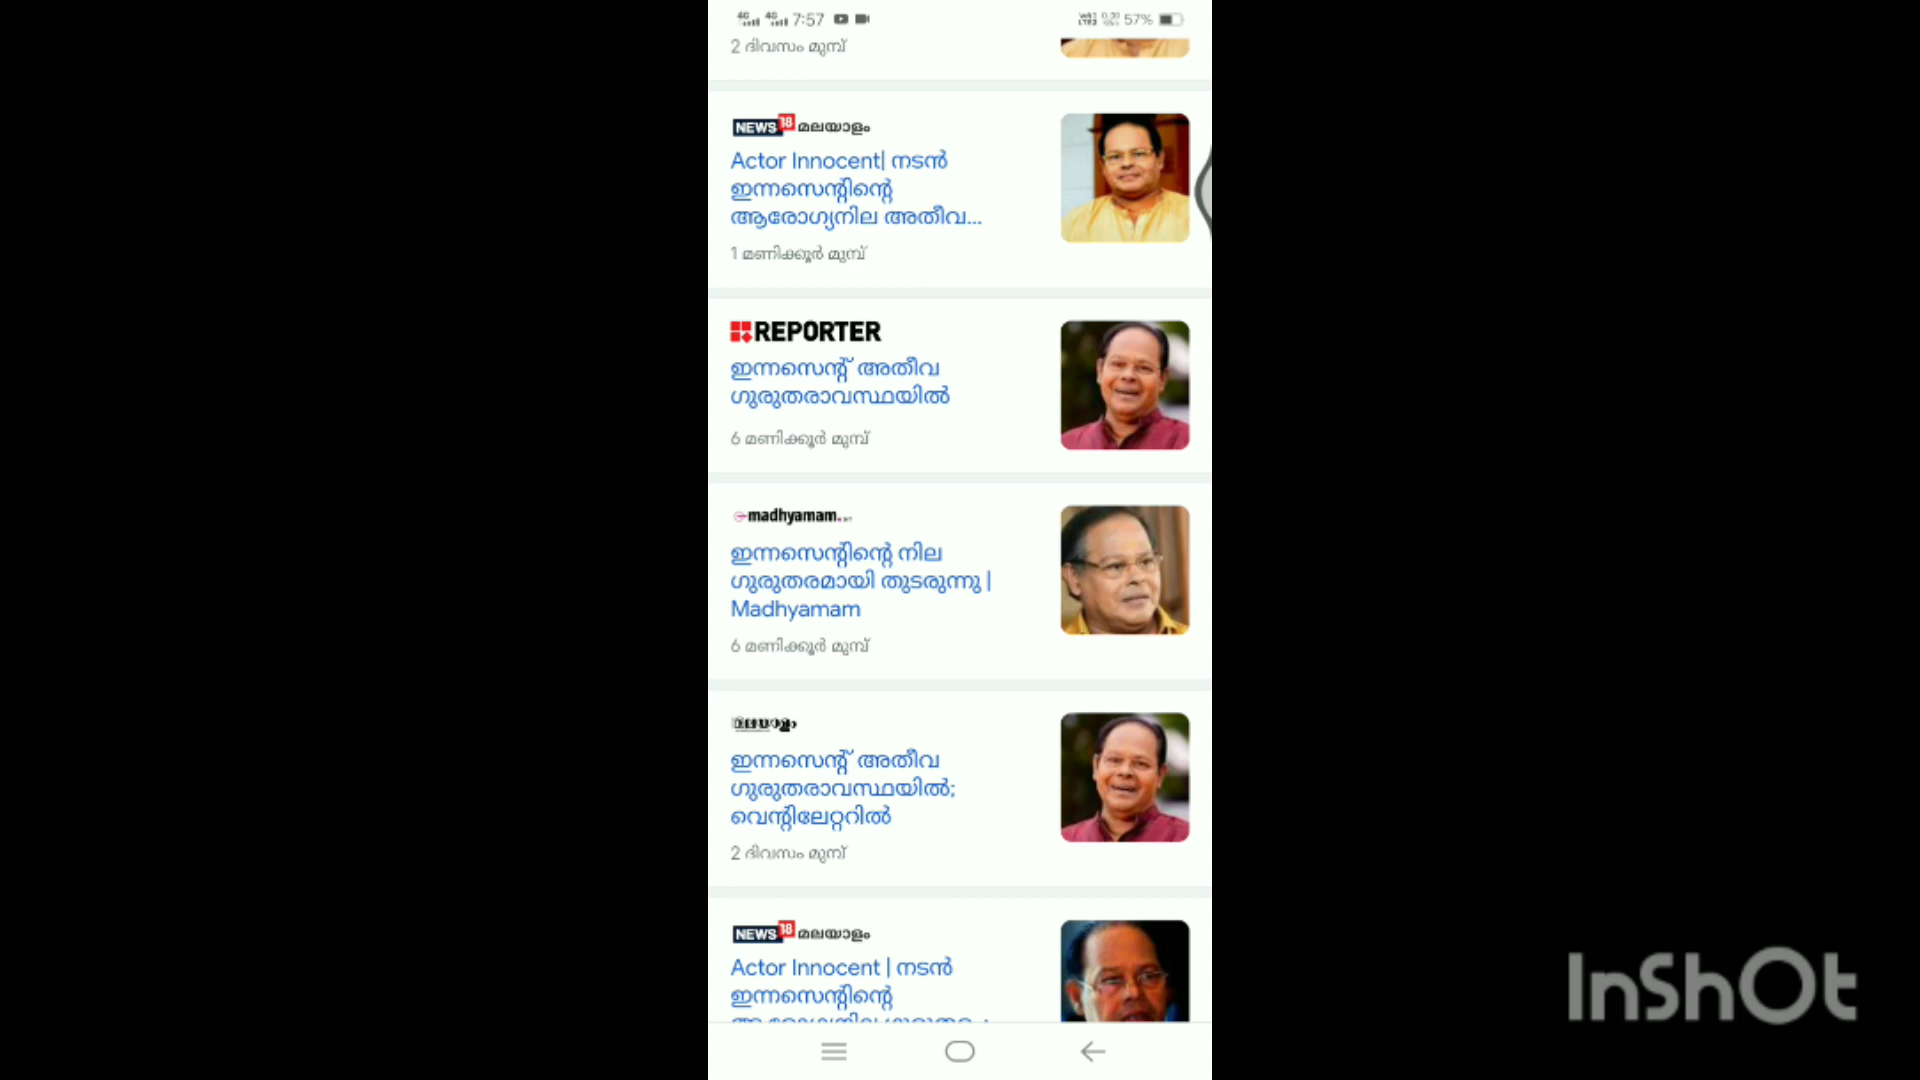 7:57
57%
2 ദിവസം മുമ്പ്
NEWS18 മലയാളം
Actor Innocent| നടൻ
ഇന്നസെന്റിന്റെ
ആരോഗ്യനില അതീവ...
1 മണിക്കൂർ മുമ്പ്
REPORTER
ഇന്നസെന്റ് അതീവ
ഗുരുതരാവസ്ഥയിൽ
6 മണിക്കൂർ മുമ്പ്
madhyamam
ഇന്നസെന്റിന്റെ നില
ഗുരുതരമായി തുടരുന്നു |
Madhyamam
6 മണിക്കൂർ മുമ്പ്
മലയാളം
ഇന്നസെന്റ് അതീവ
ഗുരുതരാവസ്ഥയിൽ;
വെന്റിലേറ്ററിൽ
2 ദിവസം മുമ്പ്
NEWS18 മലയാളം
Actor Innocent | നടൻ
ഇന്നസെന്റിന്റെ
InShOt